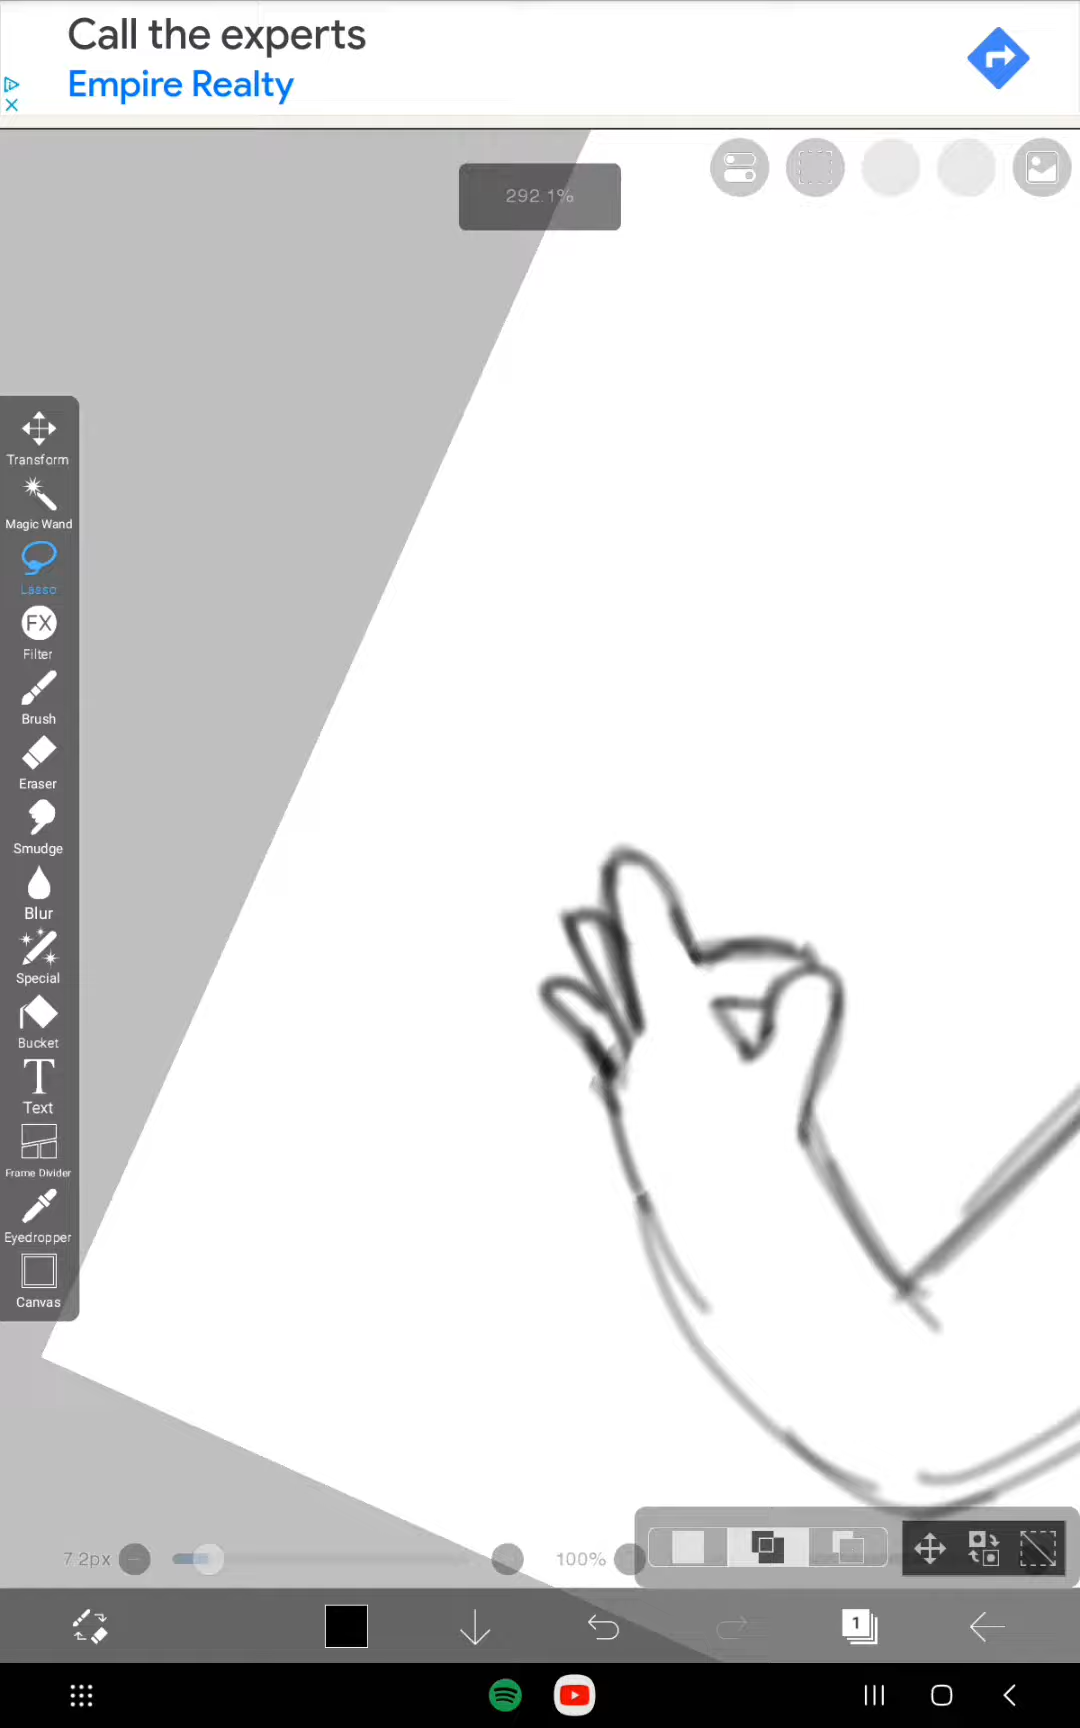 Call the experts
Empire Realty
292.1%
Transform
Magic Wand
Lasso
FX
Filter
Brush
Eraser
Smudge
Blur
Special
Bucket
T
Text
Frame Divider
Eyedropper
Canvas
7.2px
100%
1